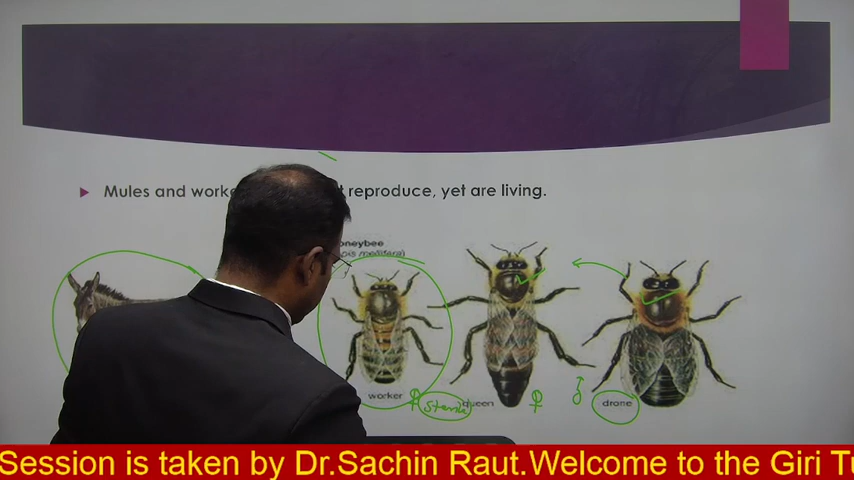 Mules and worke t reproduce, yet are living.
oneybee
worker
♀
sterile
queen
♀
♂
drone
Session is taken by Dr.Sachin Raut.Welcome to the Giri Tu